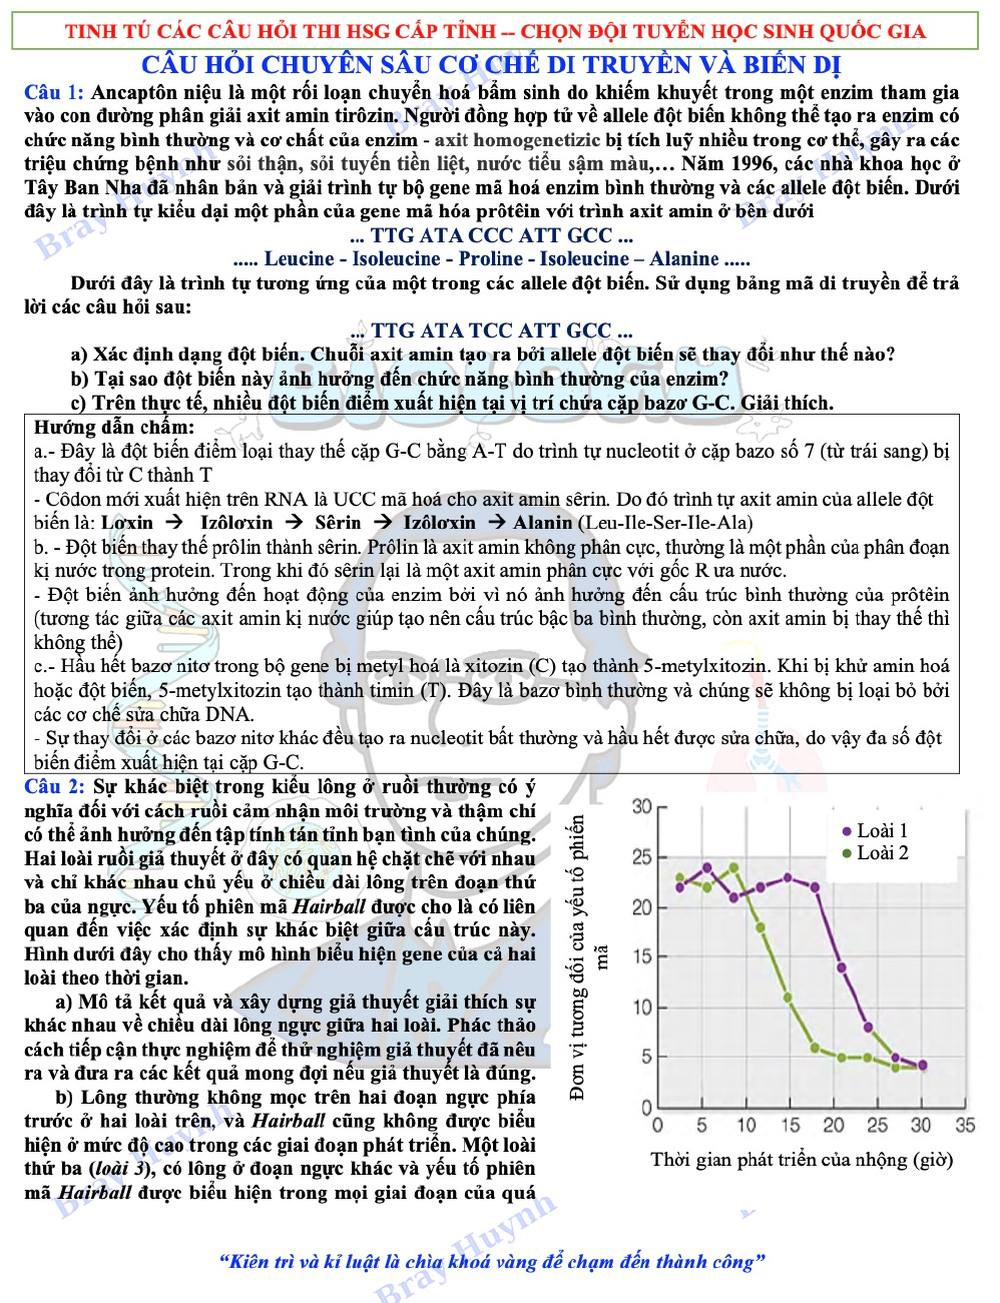 TINH TÚ CÁC CÂU HỎI THI HSG CẤP TỈNH -- CHỌN ĐỘI TUYỂN HỌC SINH QUỐC GIA
CÂU HỎI CHUYÊN SÂU CƠ CHẾ DI TRUYỀN VÀ BIẾN DỊ
Câu 1: Ancaptôn niệu là một rối loạn chuyển hoá bẩm sinh do khiếm khuyết trong một enzim tham gia
vào con đường phân giải axit amin tirôzin. Người đồng hợp tử về allele đột biến không thể tạo ra enzim có
chức năng bình thường và cơ chất của enzim - axit homogenetizic bị tích luỹ nhiều trong cơ thể, gây ra các
triệu chứng bệnh như sỏi thận, sỏi tuyến tiền liệt, nước tiểu sậm màu,... Năm 1996, các nhà khoa học ở
Tây Ban Nha đã nhân bản và giải trình tự bộ gene mã hoá enzim bình thường và các allele đột biến. Dưới
đây là trình tự kiểu dại một phần của gene mã hóa prôtêin với trình axit amin ở bên dưới
... TTG ATA CCC ATT GCC ...
..... Leucine - Isoleucine - Proline - Isoleucine – Alanine .....
Dưới đây là trình tự tương ứng của một trong các allele đột biến. Sử dụng bảng mã di truyền để trả
lời các câu hỏi sau:
... TTG ATA TCC ATT GCC ...
a) Xác định dạng đột biến. Chuỗi axit amin tạo ra bởi allele đột biến sẽ thay đổi như thế nào?
b) Tại sao đột biến này ảnh hưởng đến chức năng bình thường của enzim?
c) Trên thực tế, nhiều đột biến điểm xuất hiện tại vị trí chứa cặp bazơ G-C. Giải thích.
Hướng dẫn chấm:
a.- Đây là đột biến điểm loại thay thế cặp G-C bằng A-T do trình tự nucleotit ở cặp bazo số 7 (từ trái sang) bị
thay đổi từ C thành T
- Côdon mới xuất hiện trên RNA là UCC mã hoá cho axit amin sêrin. Do đó trình tự axit amin của allele đột
biến là: Lơxin → Izôlơxin → Sêrin → Izôlơxin → Alanin (Leu-Ile-Ser-Ile-Ala)
b. - Đột biến thay thế prôlin thành sêrin. Prôlin là axit amin không phân cực, thường là một phần của phân đoạn
kị nước trong protein. Trong khi đó sêrin lại là một axit amin phân cực với gốc R ưa nước.
- Đột biến ảnh hưởng đến hoạt động của enzim bởi vì nó ảnh hưởng đến cấu trúc bình thường của prôtêin
(tương tác giữa các axit amin kị nước giúp tạo nên cấu trúc bậc ba bình thường, còn axit amin bị thay thế thì
không thể)
c.- Hầu hết bazơ nitơ trong bộ gene bị metyl hoá là xitozin (C) tạo thành 5-metylxitozin. Khi bị khử amin hoá
hoặc đột biến, 5-metylxitozin tạo thành timin (T). Đây là bazơ bình thường và chúng sẽ không bị loại bỏ bởi
các cơ chế sửa chữa DNA.
- Sự thay đổi ở các bazơ nitơ khác đều tạo ra nucleotit bất thường và hầu hết được sửa chữa, do vậy đa số đột
biến điểm xuất hiện tại cặp G-C.
Câu 2: Sự khác biệt trong kiểu lông ở ruồi thường có ý
nghĩa đối với cách ruồi cảm nhận môi trường và thậm chí
có thể ảnh hưởng đến tập tính tán tỉnh bạn tình của chúng.
Hai loài ruồi giả thuyết ở đây có quan hệ chặt chẽ với nhau
và chỉ khác nhau chủ yếu ở chiều dài lông trên đoạn thứ
ba của ngực. Yếu tố phiên mã Hairball được cho là có liên
quan đến việc xác định sự khác biệt giữa cấu trúc này.
Hình dưới đây cho thấy mô hình biểu hiện gene của cả hai
loài theo thời gian.
a) Mô tả kết quả và xây dựng giả thuyết giải thích sự
khác nhau về chiều dài lông ngực giữa hai loài. Phác thảo
cách tiếp cận thực nghiệm để thử nghiệm giả thuyết đã nêu
ra và đưa ra các kết quả mong đợi nếu giả thuyết là đúng.
b) Lông thường không mọc trên hai đoạn ngực phía
trước ở hai loài trên, và Hairball cũng không được biểu
hiện ở mức độ cao trong các giai đoạn phát triển. Một loài
thứ ba (loài 3), có lông ở đoạn ngực khác và yếu tố phiên
mã Hairball được biểu hiện trong mọi giai đoạn của quá
Đơn vị tương đối của yếu tố phiến
mã
30
25
20
15
10
5
0
Loài 1
Loài 2
0 5 10 15 20 25 30 35
Thời gian phát triển của nhộng (giờ)
“Kiên trì và kỉ luật là chìa khoá vàng để chạm đến thành công”
BIOLOGY
Bray Huynh
Bray Huynh
Bray Huynh
Bray Huynh
Bray Huynh